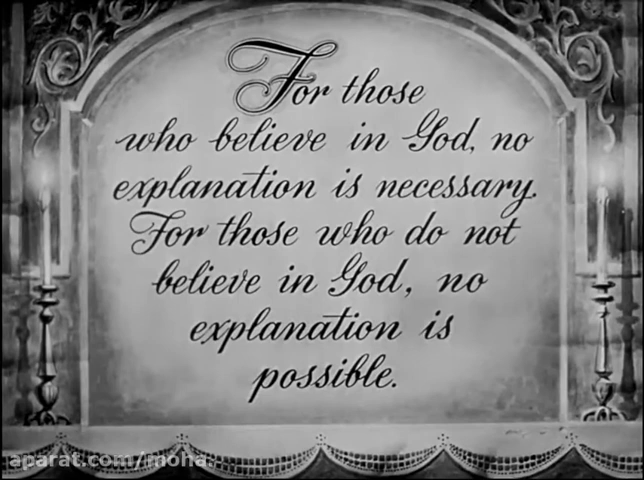 For those
who believe in God, no
explanation is necessary.
For those who do not
believe in God, no
explanation is
possible.
aparat.com/moha.